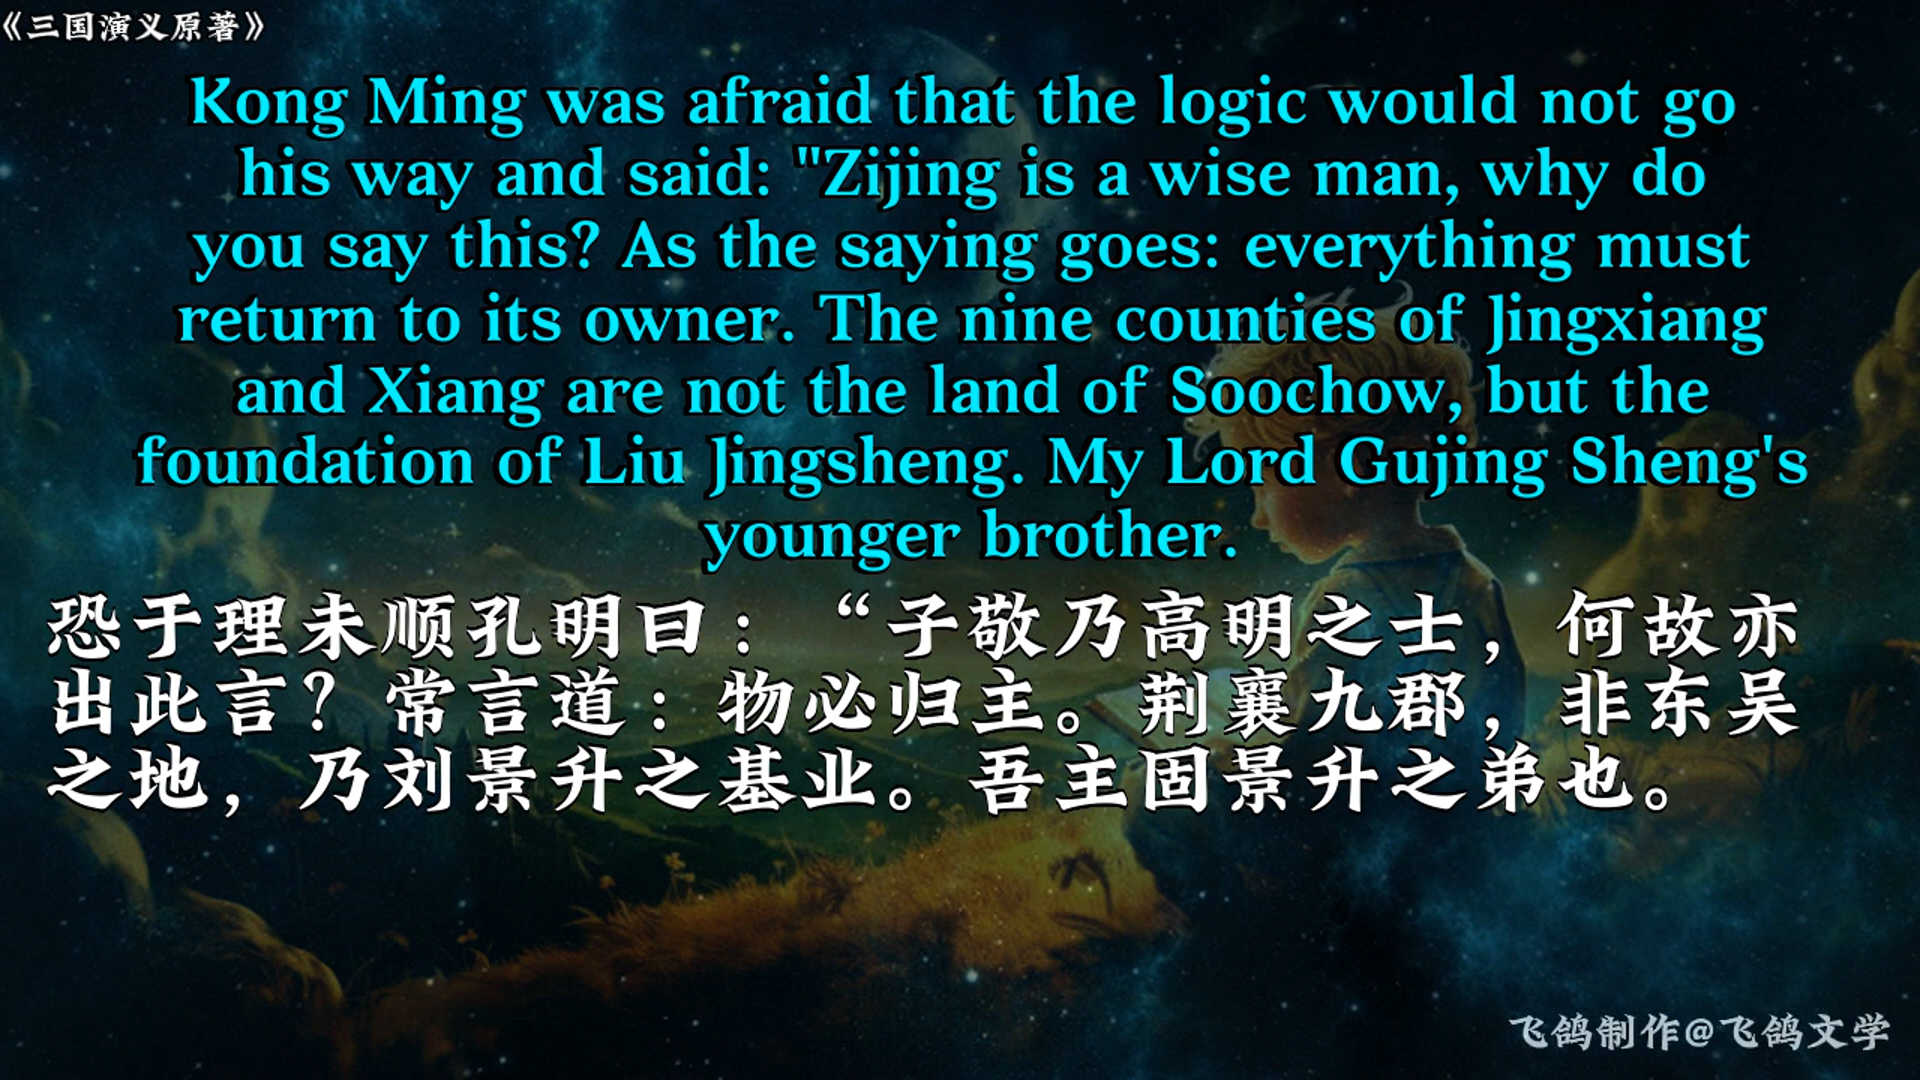 《三国演义原著》
Kong Ming was afraid that the logic would not go
his way and said: "Zijing is a wise man, why do
you say this? As the saying goes: everything must
return to its owner. The nine counties of Jingxiang
and Xiang are not the land of Soochow, but the
foundation of Liu Jingsheng. My Lord Gujing Sheng's
younger brother.
恐于理未顺孔明曰：“子敬乃高明之士，何故亦
出此言？常言道：物必归主。荆襄九郡，非东吴
之地，乃刘景升之基业。吾主固景升之弟也。
飞鸽制作@飞鸽文学